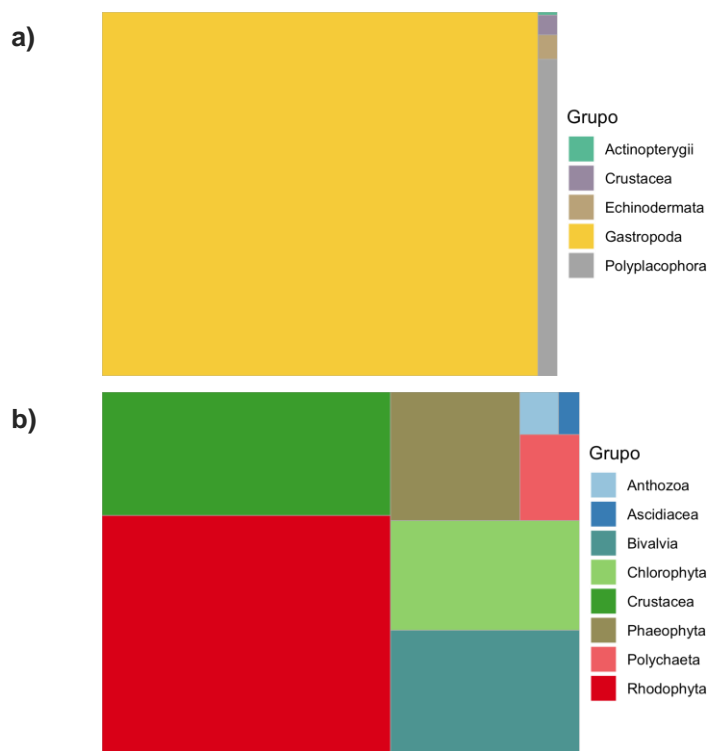 a)
Grupo
Actinopterygii
Crustacea
Echinodermata
Gastropoda
Polyplacophora
b)
Grupo
Anthozoa
Ascidiacea
Bivalvia
Chlorophyta
Crustacea
Phaeophyta
Polychaeta
Rhodophyta